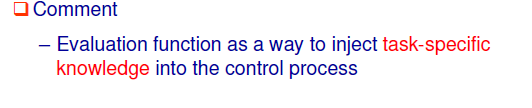 Comment
– Evaluation function as a way to inject task-specific
knowledge into the control process